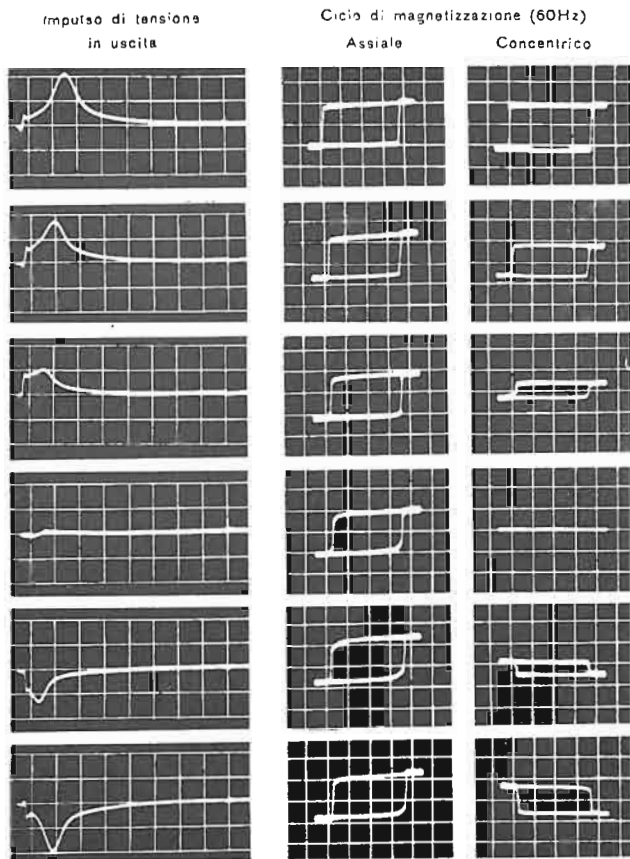 Impulso di tensione
in uscita
Ciclo di magnetizzazione (60Hz)
Assiale
Concentrico